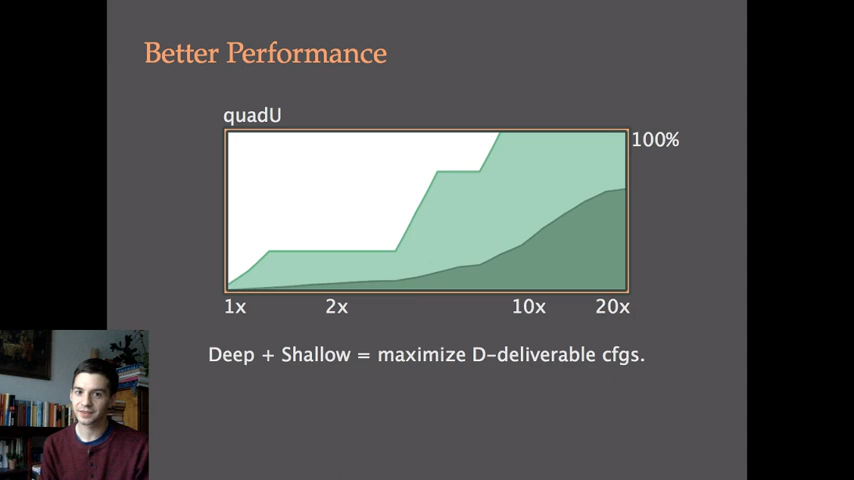 Better Performance
quadU
100%
1x 2x 10x 20x
Deep + Shallow = maximize D-deliverable cfgs.